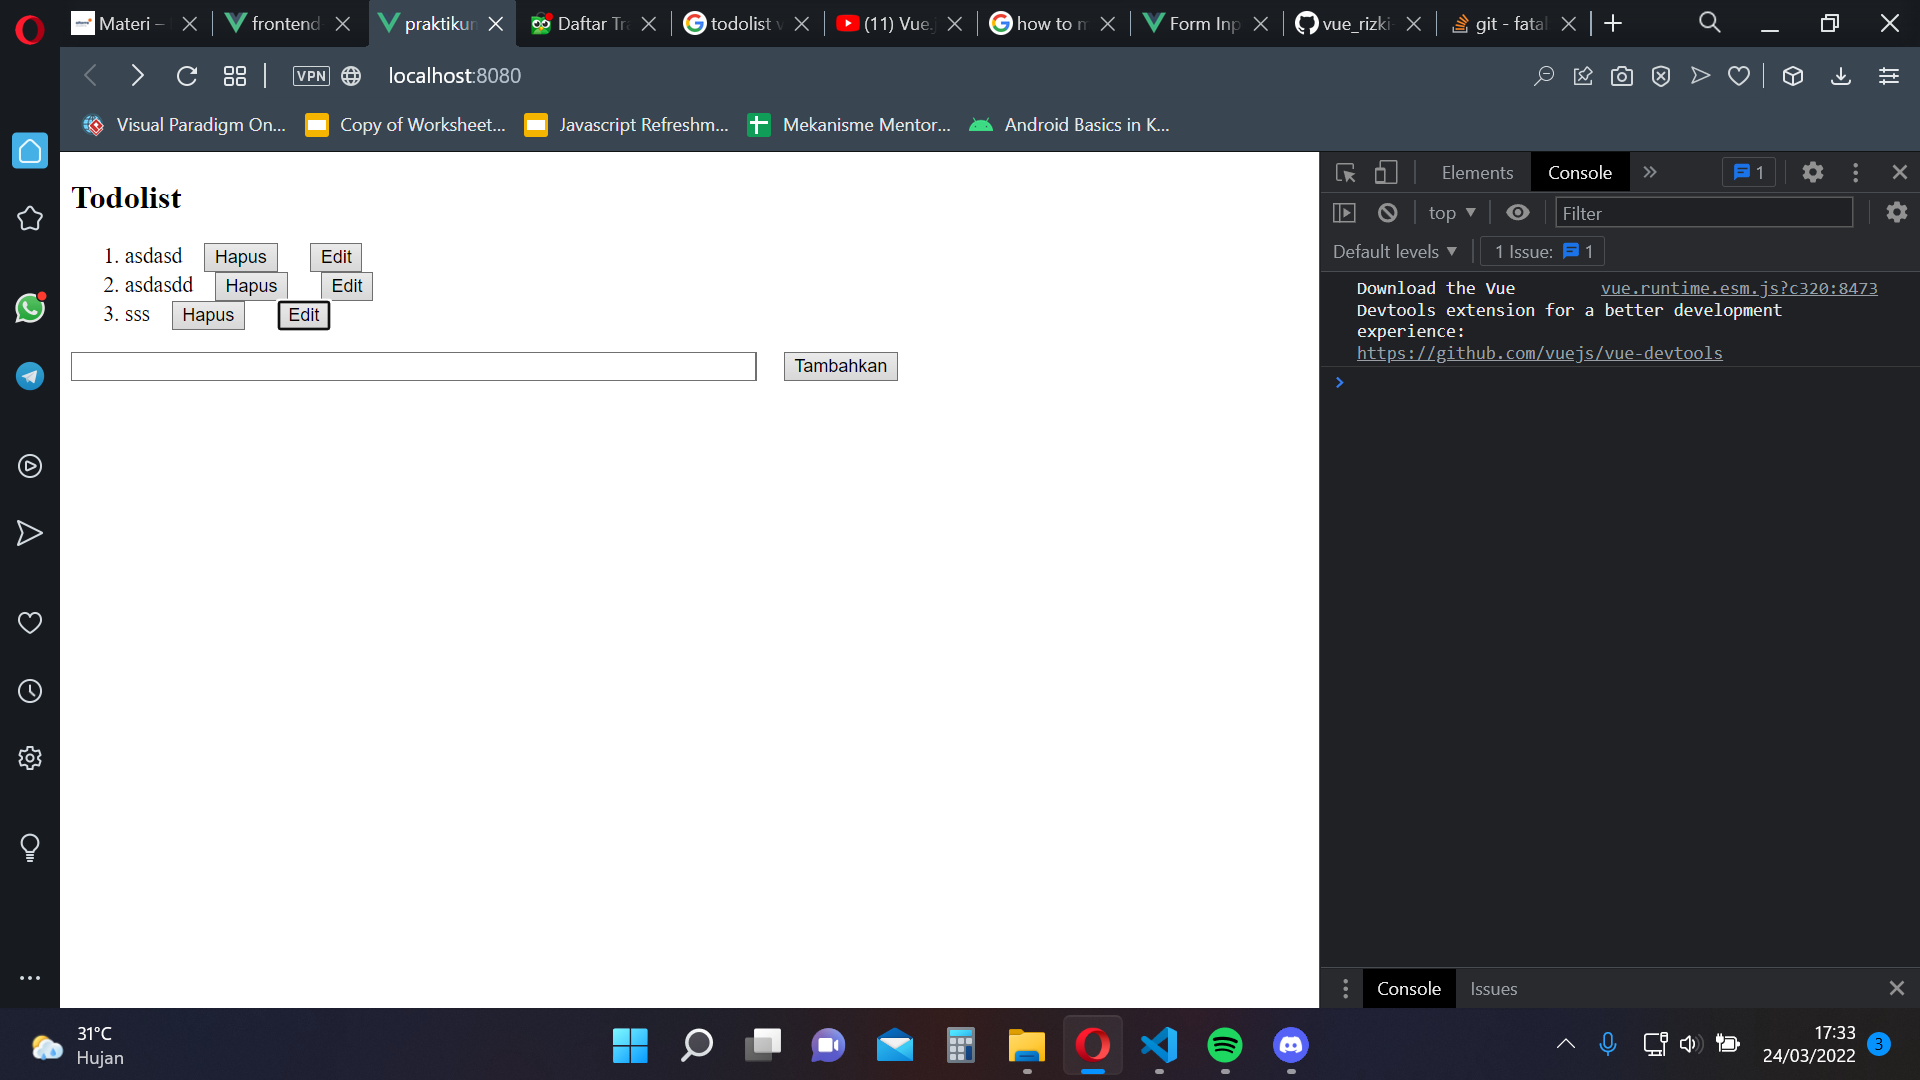 Materi –
frontend
praktikun
Daftar Tra
todolist v
(11) Vue.j
how to m
Form Inp
vue_rizki-
git - fatal
VPN
localhost:8080
Visual Paradigm On...
Copy of Worksheet...
Javascript Refreshm...
Mekanisme Mentor...
Android Basics in K...
Todolist
1. asdasd Hapus Edit
2. asdasdd Hapus Edit
3. sss Hapus Edit
Tambahkan
Elements
Console
1
top
Filter
Default levels
1 Issue: 1
Download the Vue vue.runtime.esm.js?c320:8473
Devtools extension for a better development
experience:
https://github.com/vuejs/vue-devtools
Console
Issues
31°C
Hujan
17:33
24/03/2022
3